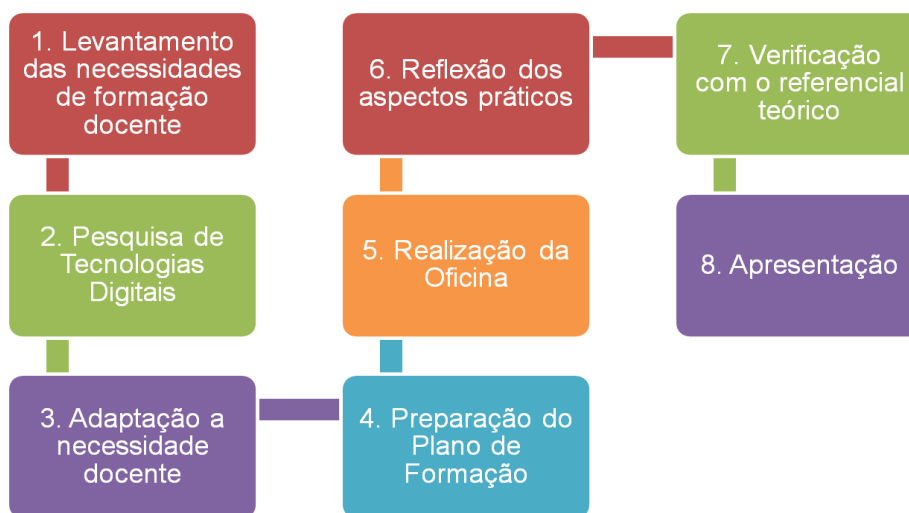 1. Levantamento
das necessidades
de formação
docente
2. Pesquisa de
Tecnologias
Digitais
3. Adaptação a
necessidade
docente
4. Preparação do
Plano de
Formação
5. Realização da
Oficina
6. Reflexão dos
aspectos práticos
7. Verificação
com o referencial
teórico
8. Apresentação